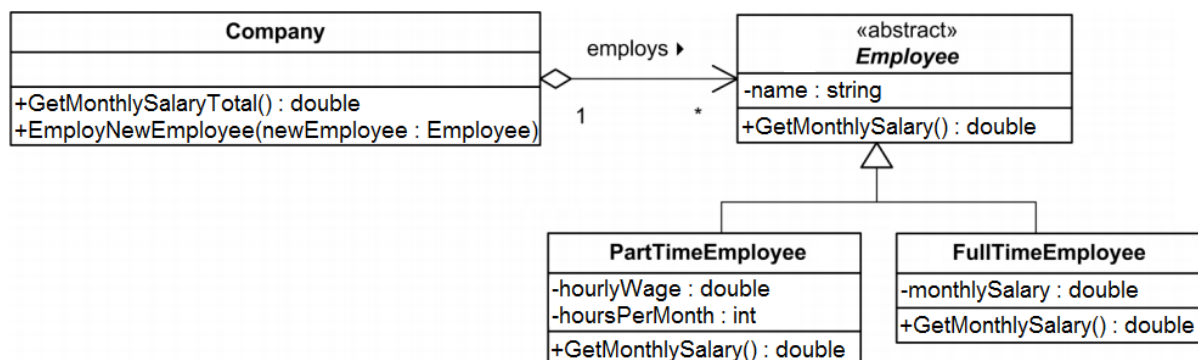 Company
+GetMonthlySalaryTotal() : double
+EmployNewEmployee(newEmployee : Employee)
employs
1
*
«abstract»
Employee
-name : string
+GetMonthlySalary() : double
PartTimeEmployee
-hourlyWage : double
-hoursPerMonth : int
+GetMonthlySalary() : double
FullTimeEmployee
-monthlySalary : double
+GetMonthlySalary() : double